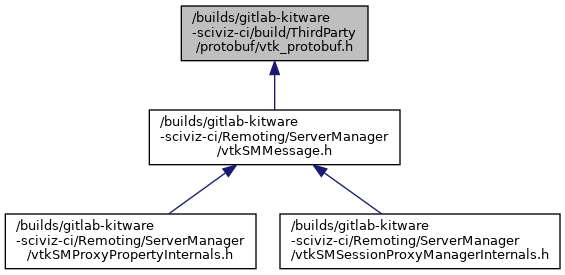 /builds/gitlab-kitware
-sciviz-ci/build/ThirdParty
/protobuf/vtk_protobuf.h
/builds/gitlab-kitware
-sciviz-ci/Remoting/ServerManager
/vtkSMMessage.h
/builds/gitlab-kitware
-sciviz-ci/Remoting/ServerManager
/vtkSMProxyPropertyInternals.h
/builds/gitlab-kitware
-sciviz-ci/Remoting/ServerManager
/vtkSMSessionProxyManagerInternals.h